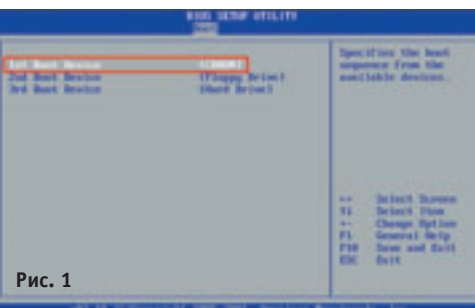 BIOS SETUP UTILITY
Boot
1st Boot Device [CDROM]
2nd Boot Device [Floppy Drive]
3rd Boot Device [Hard Drive]
Specifies the boot
sequence from the
available devices.
Select Screen
Select Item
+- Change Option
F1 General Help
F10 Save and Exit
ESC Exit
Рис. 1